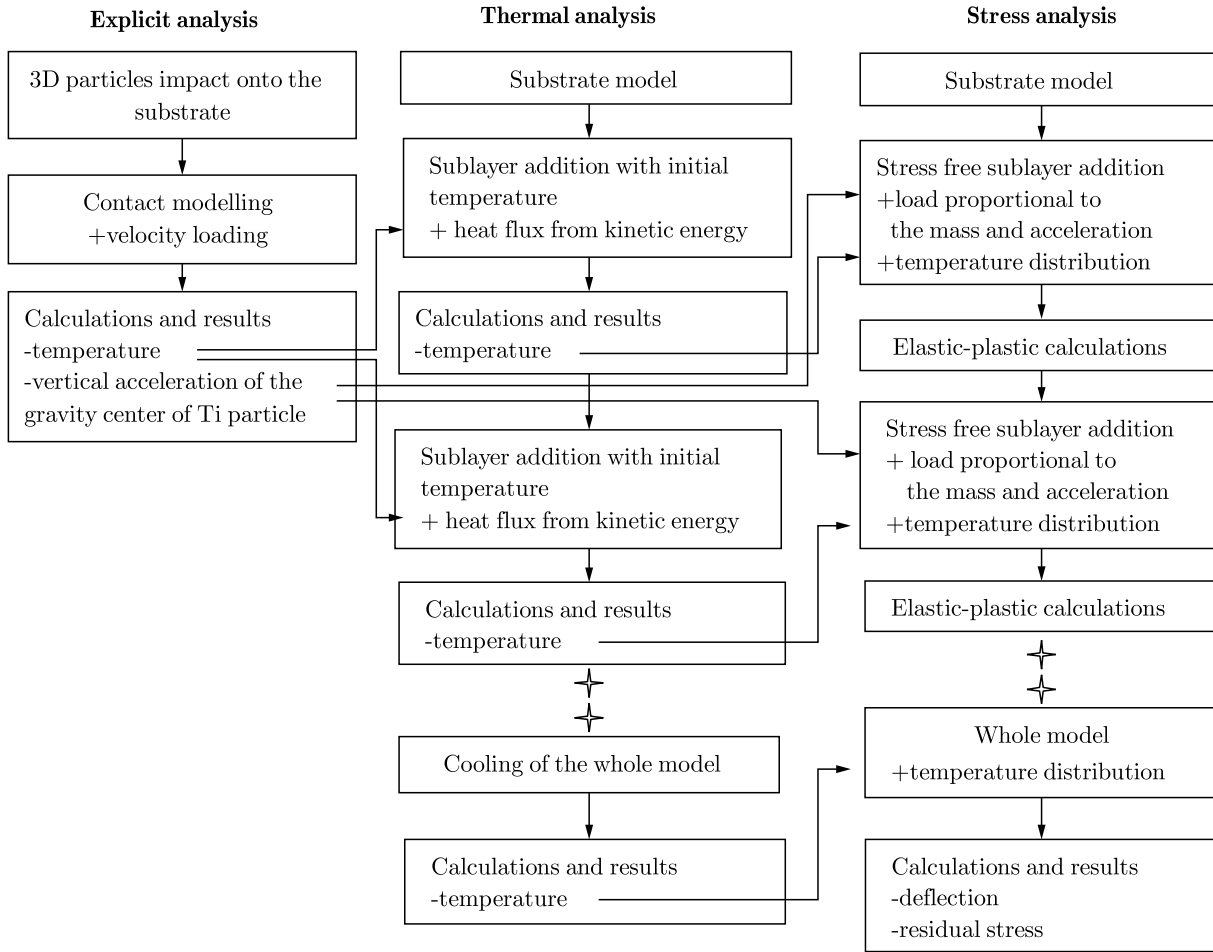 Explicit analysis
3D particles impact onto the
substrate
Contact modelling
+velocity loading
Calculations and results
-temperature
-vertical acceleration of the
gravity center of Ti particle
Thermal analysis
Substrate model
Sublayer addition with initial
temperature
+ heat flux from kinetic energy
Calculations and results
-temperature
Sublayer addition with initial
temperature
+ heat flux from kinetic energy
Calculations and results
-temperature
Cooling of the whole model
Calculations and results
-temperature
Stress analysis
Substrate model
Stress free sublayer addition
+load proportional to
the mass and acceleration
+temperature distribution
Elastic-plastic calculations
Stress free sublayer addition
+ load proportional to
the mass and acceleration
+temperature distribution
Elastic-plastic calculations
Whole model
+temperature distribution
Calculations and results
-deflection
-residual stress